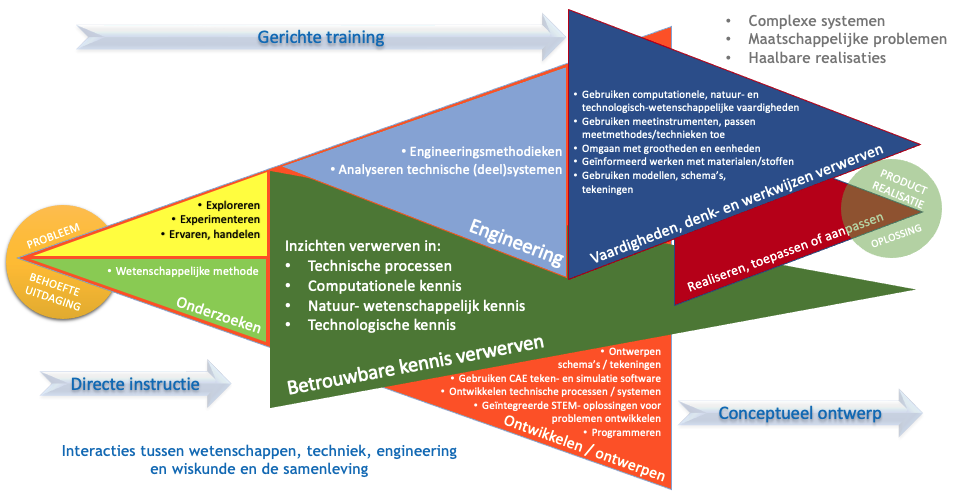 Gerichte training
• Complexe systemen
• Maatschappelijke problemen
• Haalbare realisaties
• Gebruiken computationele, natuur- en
technologisch-wetenschappelijke vaardigheden
• Gebruiken meetinstrumenten, passen
meetmethodes/technieken toe
• Omgaan met grootheden en eenheden
• Geïnformeerd werken met materialen/stoffen
• Gebruiken modellen, schema's,
tekeningen
Vaardigheden, denk- en werkwijzen verwerven
• Engineeringsmethodieken
• Analyseren technische (deel)systemen
Engineering
PRODUCT
REALISATIE
OPLOSSING
Realiseren, toepassen of aanpassen
• Exploreren
• Experimenteren
• Ervaren, handelen
PROBLEEM
BEHOEFTE
UITDAGING
• Wetenschappelijke methode
Onderzoeken
Inzichten verwerven in:
• Technische processen
• Computationele kennis
• Natuur- wetenschappelijk kennis
• Technologische kennis
Betrouwbare kennis verwerven
• Ontwerpen
schema's / tekeningen
• Gebruiken CAE teken- en simulatie software
• Ontwikkelen technische processen / systemen
• Geïntegreerde STEM- oplossingen voor
problemen ontwikkelen
• Programmeren
Ontwikkelen / ontwerpen
Directe instructie
Conceptueel ontwerp
Interacties tussen wetenschappen, techniek, engineering
en wiskunde en de samenleving